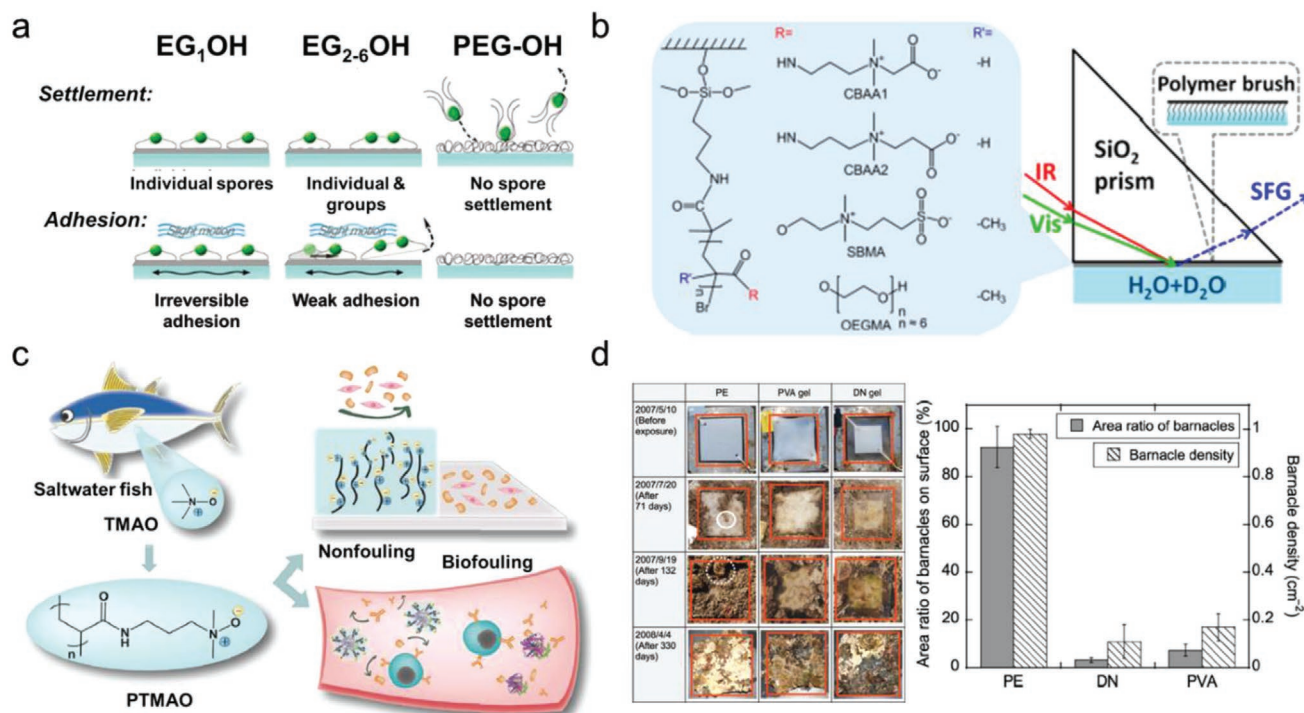 a
EG₁OH
EG₂₋₆OH
PEG-OH
Settlement:
Individual spores
Individual & groups
No spore settlement
Adhesion:
Slight motion
Slight motion
Irreversible adhesion
Weak adhesion
No spore settlement
b
R=
R'=
HN
N⁺
O
O⁻
-H
CBAA1
HN
N⁺
O
O⁻
-H
CBAA2
O
N⁺
S
O
O
O⁻
-CH₃
SBMA
O
O
H
n
-CH₃
OEGMA
n ≈ 6
O
O
Si
O
NH
O
R'
n
Br
O
R
Polymer brush
SiO₂
prism
IR
Vis
SFG
H₂O+D₂O
c
Saltwater fish
N
O
TMAO
O
N
H
N
O
n
PTMAO
Nonfouling
Biofouling
d
PE
PVA gel
DN gel
2007/5/10
(Before
exposure)
2007/7/20
(After
71 days)
2007/9/19
(After 132
days)
2008/4/4
(After 330
days)
Area ratio of barnacles on surface (%)
100
80
60
40
20
0
Area ratio of barnacles
Barnacle density
1
0.8
0.6
0.4
0.2
0
Barnacle density (cm⁻²)
PE
DN
PVA